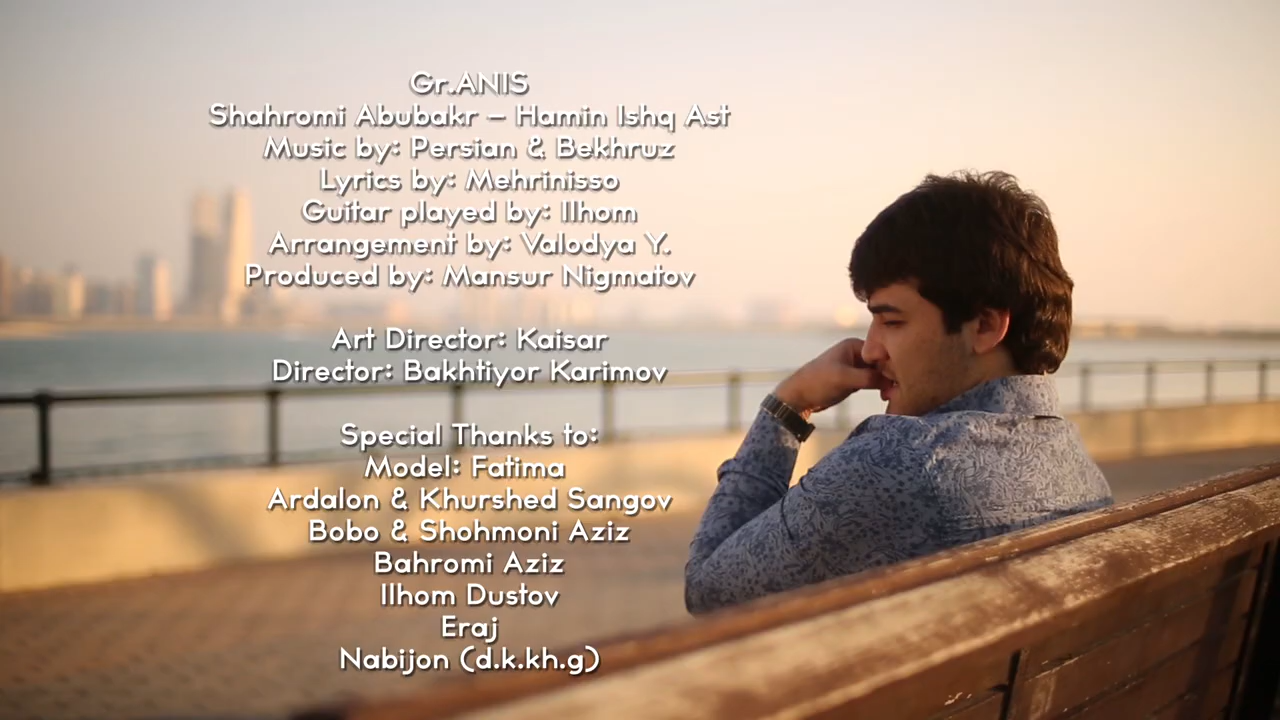 Gr.ANIS
Shahromi Abubakr - Hamin Ishq Ast
Music by: Persian & Bekhruz
Lyrics by: Mehrinisso
Guitar played by: Ilhom
Arrangement by: Valodya Y.
Produced by: Mansur Nigmatov
Art Director: Kaisar
Director: Bakhtiyor Karimov
Special Thanks to:
Model: Fatima
Ardalon & Khurshed Sangov
Bobo & Shohmoni Aziz
Bahromi Aziz
Ilhom Dustov
Eraj
Nabijon (d.k.kh.g)